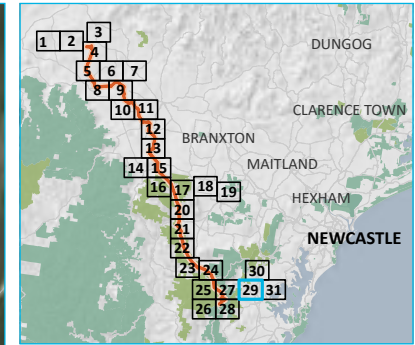 3
1 2
DUNGOG
4
5 6 7
8 9
10 11
CLARENCE TOWN
12
BRANXTON
13
MAITLAND
14 15
16 17 18 19
HEXHAM
20
21
NEWCASTLE
22
23 24
30
25 27 29 31
26 28